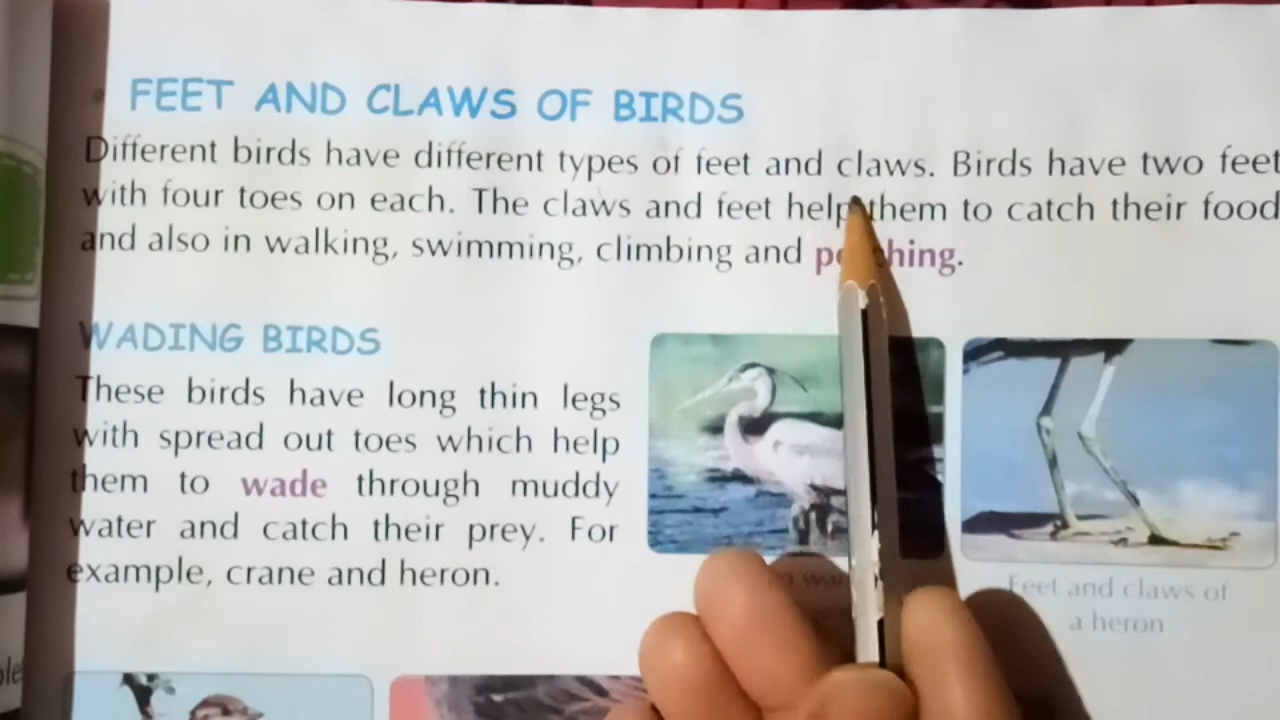 FEET AND CLAWS OF BIRDS
Different birds have different types of feet and claws. Birds have two feet
with four toes on each. The claws and feet help them to catch their food
and also in walking, swimming, climbing and
WADING BIRDS
These birds have long thin legs
with spread out toes which help
them to wade through muddy
water and catch their prey. For
example, crane and heron.
Feet and claws of
a heron